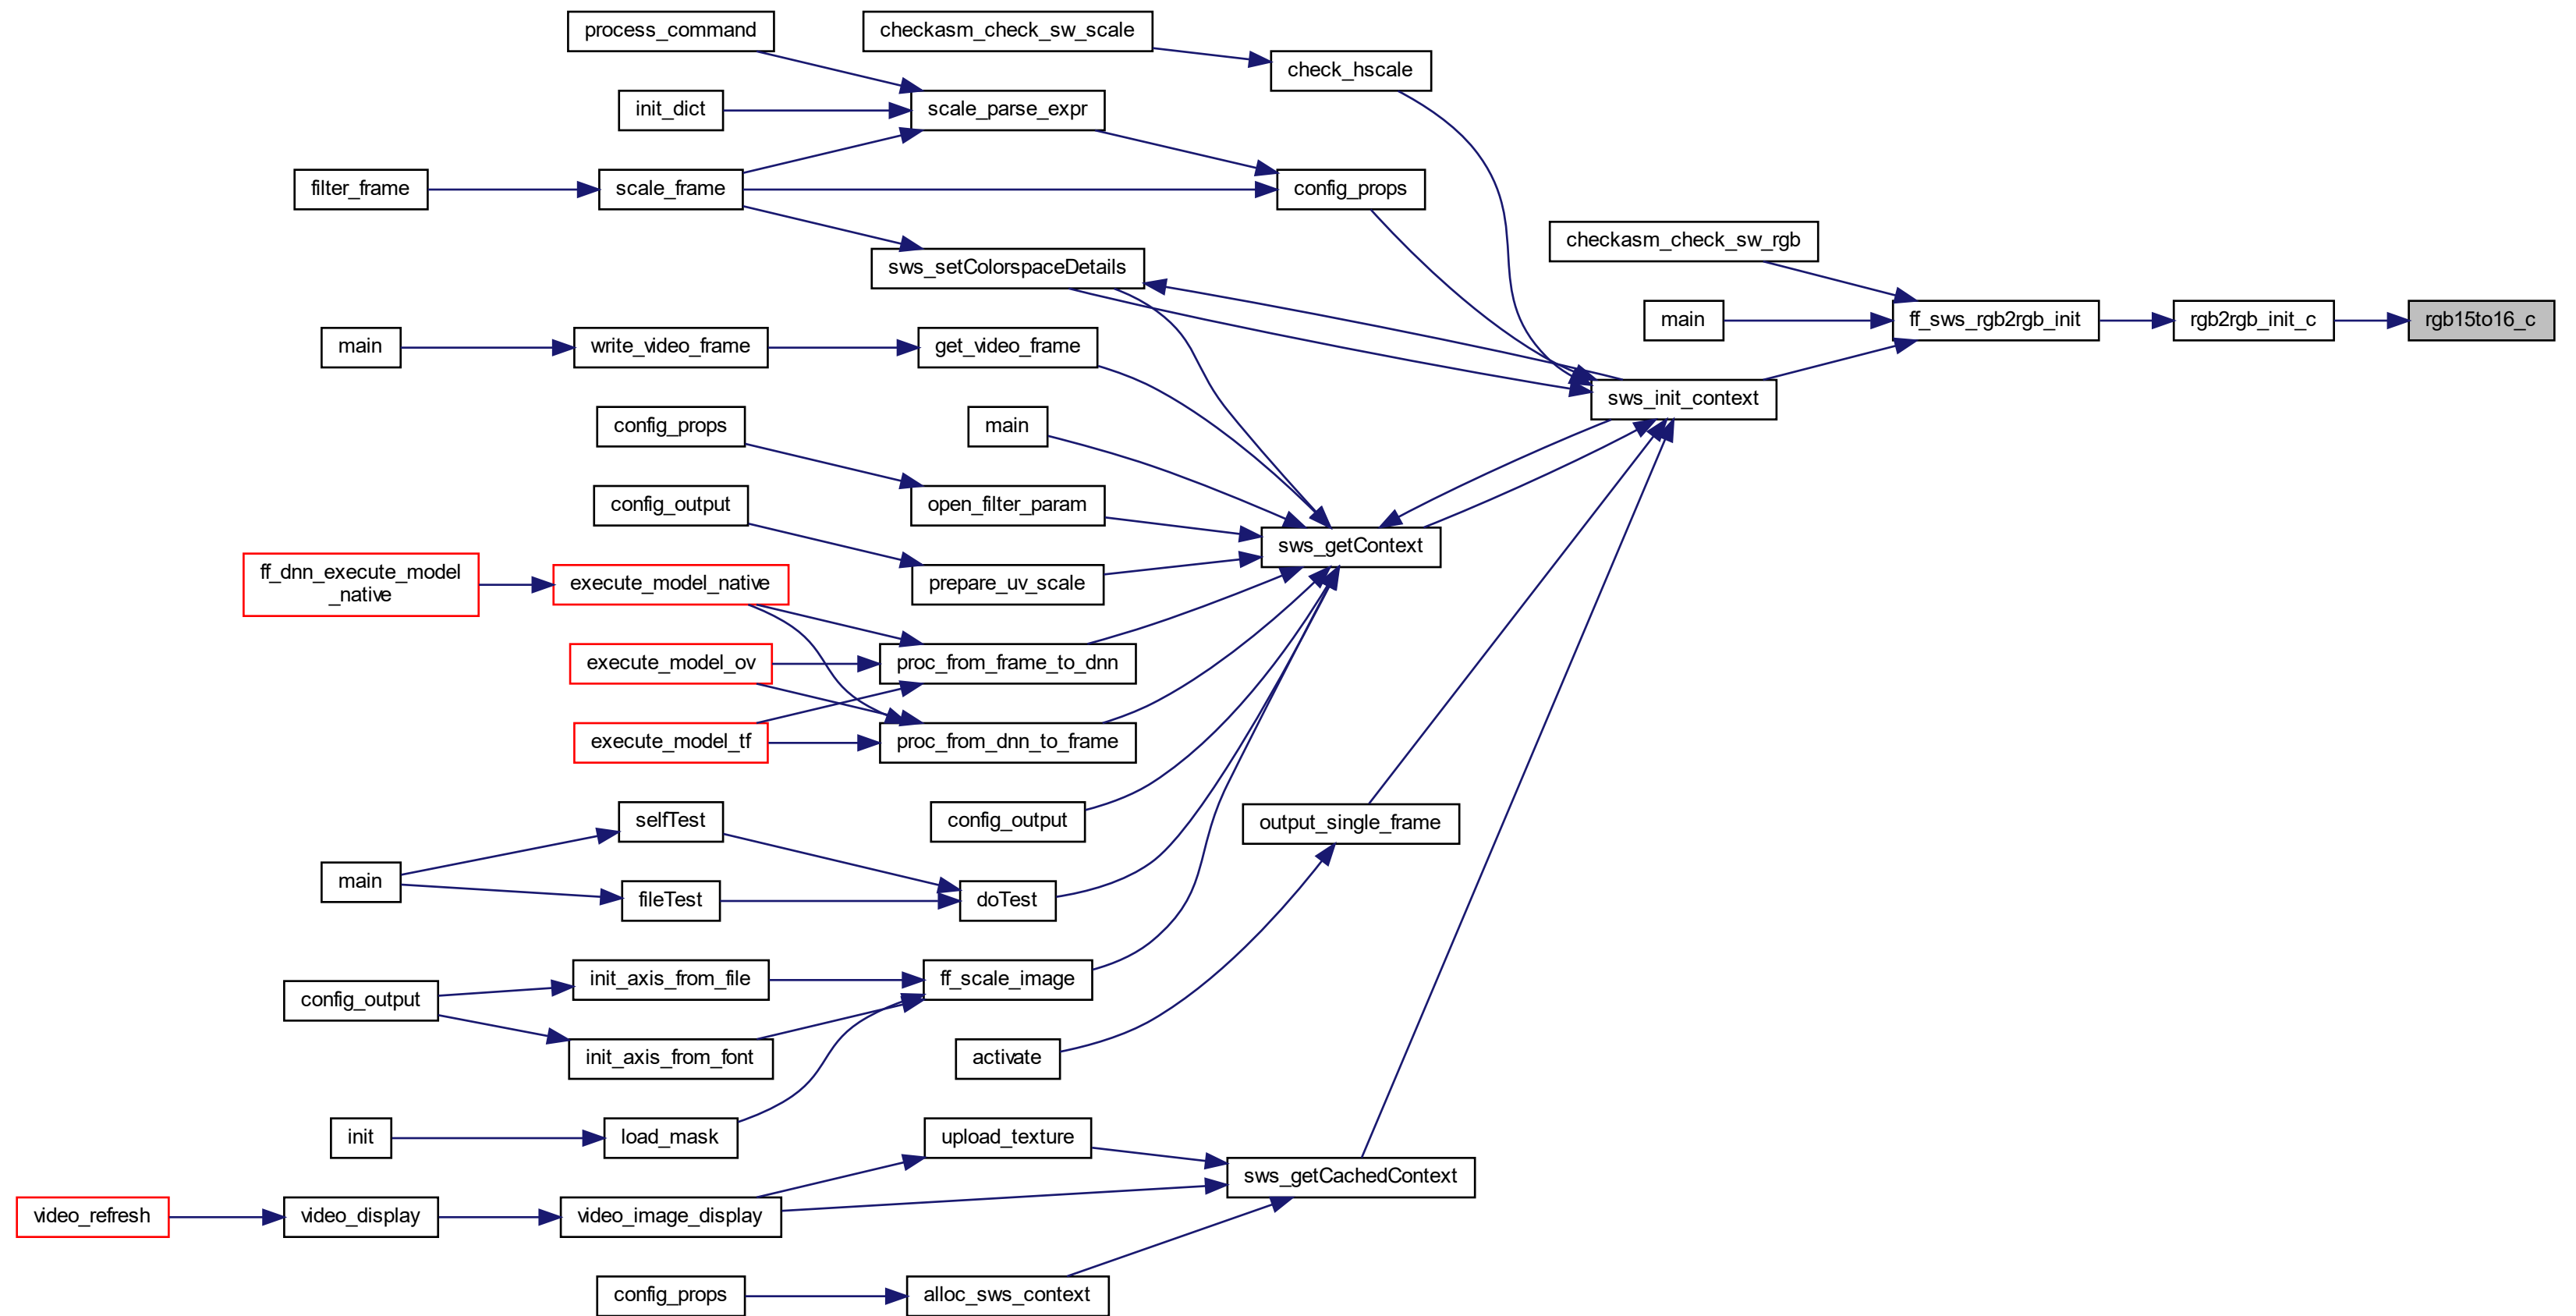 process_command
checkasm_check_sw_scale
check_hscale
init_dict
scale_parse_expr
filter_frame
scale_frame
config_props
checkasm_check_sw_rgb
sws_setColorspaceDetails
main
write_video_frame
get_video_frame
main
ff_sws_rgb2rgb_init
rgb2rgb_init_c
rgb15to16_c
sws_init_context
config_props
main
config_output
open_filter_param
sws_getContext
ff_dnn_execute_model
_native
execute_model_native
prepare_uv_scale
execute_model_ov
proc_from_frame_to_dnn
execute_model_tf
proc_from_dnn_to_frame
selfTest
config_output
output_single_frame
main
fileTest
doTest
config_output
init_axis_from_file
ff_scale_image
init_axis_from_font
activate
init
load_mask
upload_texture
sws_getCachedContext
video_refresh
video_display
video_image_display
config_props
alloc_sws_context